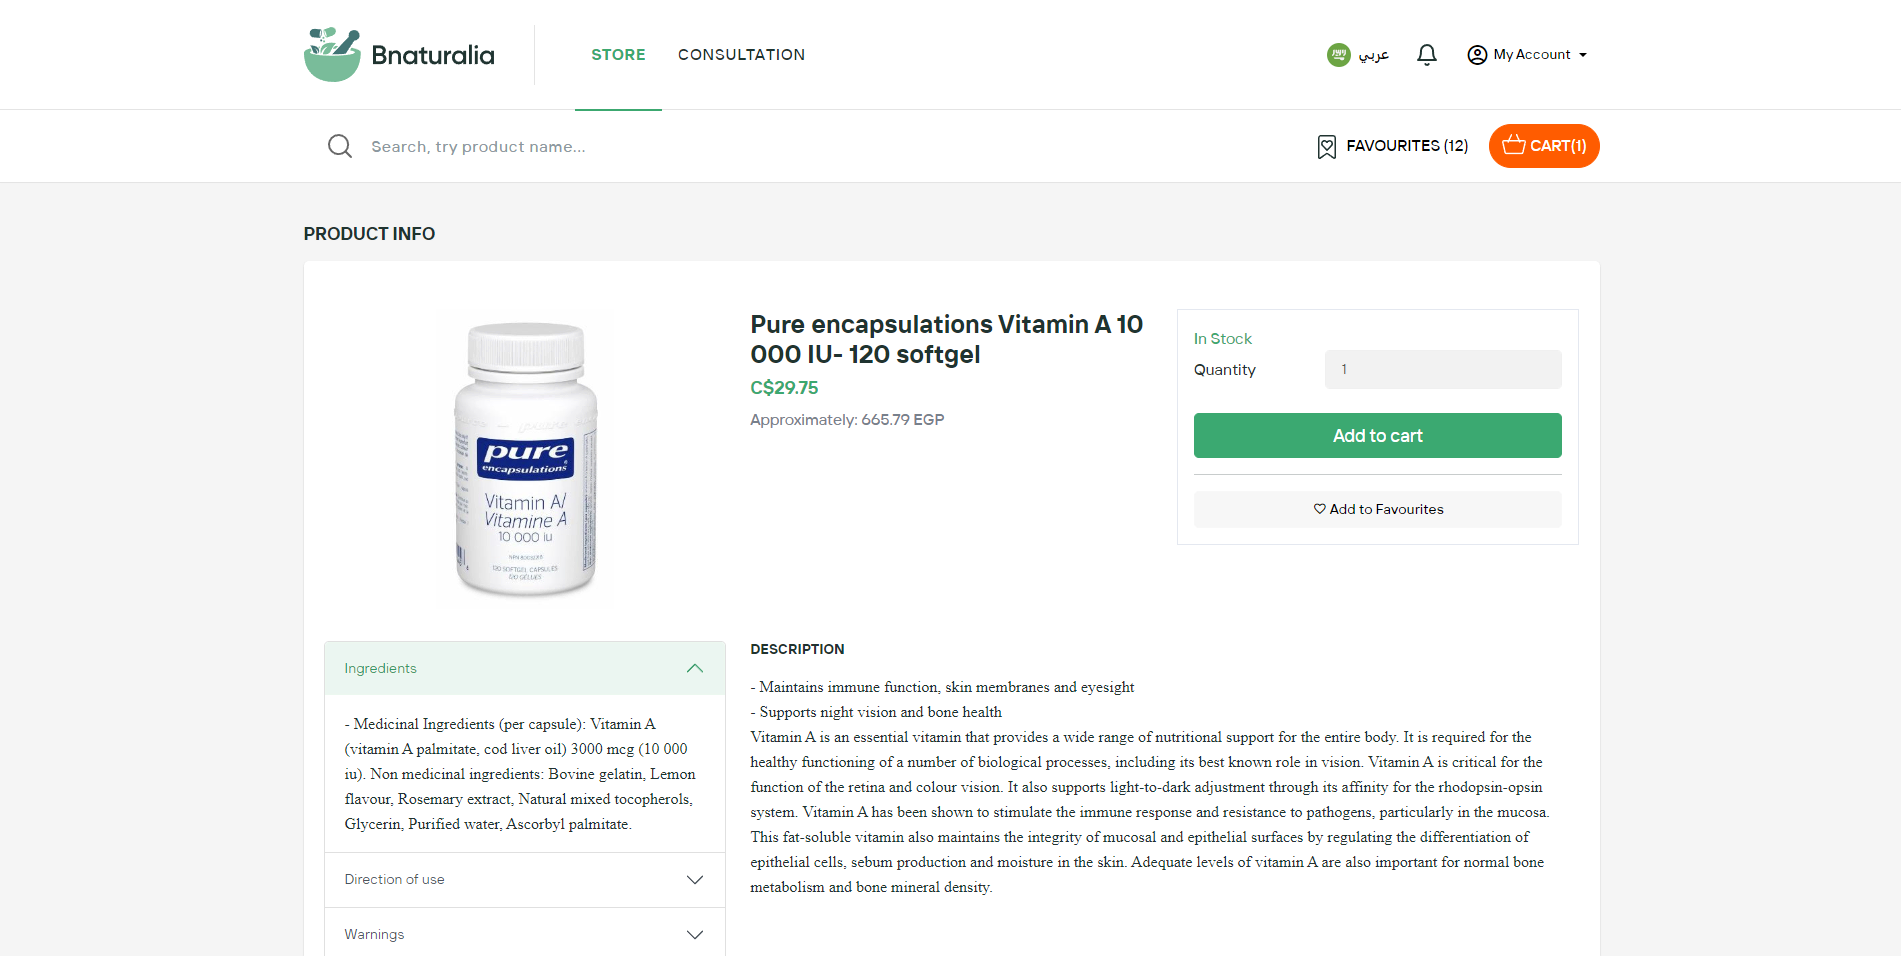 Bnaturalia
STORE
CONSULTATION
عربي
My Account
Search, try product name...
FAVOURITES (12)
CART(1)
PRODUCT INFO
pure
encapsulations
Vitamin A/
Vitamine A
10 000 IU
120 SOFTGEL CAPSULES
120 GÉLULES
Pure encapsulations Vitamin A 10
000 IU- 120 softgel
C$29.75
Approximately: 665.79 EGP
In Stock
Quantity
1
Add to cart
Add to Favourites
Ingredients
- Medicinal Ingredients (per capsule): Vitamin A
(vitamin A palmitate, cod liver oil) 3000 mcg (10 000
iu). Non medicinal ingredients: Bovine gelatin, Lemon
flavour, Rosemary extract, Natural mixed tocopherols,
Glycerin, Purified water, Ascorbyl palmitate.
Direction of use
Warnings
DESCRIPTION
- Maintains immune function, skin membranes and eyesight
- Supports night vision and bone health
Vitamin A is an essential vitamin that provides a wide range of nutritional support for the entire body. It is required for the
healthy functioning of a number of biological processes, including its best known role in vision. Vitamin A is critical for the
function of the retina and colour vision. It also supports light-to-dark adjustment through its affinity for the rhodopsin-opsin
system. Vitamin A has been shown to stimulate the immune response and resistance to pathogens, particularly in the mucosa.
This fat-soluble vitamin also maintains the integrity of mucosal and epithelial surfaces by regulating the differentiation of
epithelial cells, sebum production and moisture in the skin. Adequate levels of vitamin A are also important for normal bone
metabolism and bone mineral density.